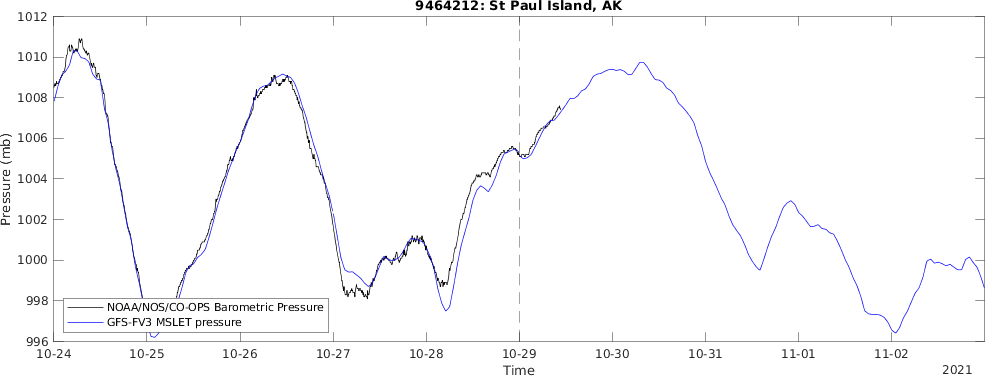 9464212: St Paul Island, AK
Pressure (mb)
1012
1010
1008
1006
1004
1002
1000
998
996
NOAA/NOS/CO-OPS Barometric Pressure
GFS-FV3 MSLET pressure
10-24 10-25 10-26 10-27 10-28 10-29 10-30 10-31 11-01 11-02
Time
2021